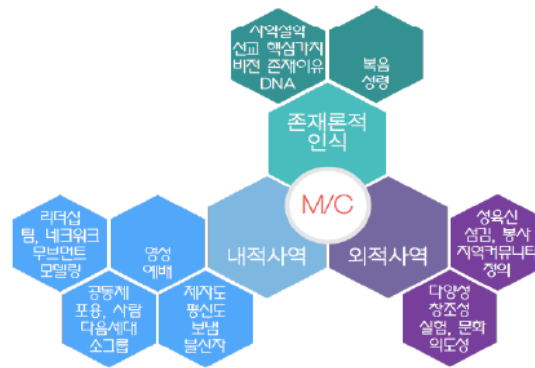 사역철학
선교 핵심가치
비전 존재이유
DNA
복음
성령
존재론적
인식
M/C
내적사역
외적사역
리더십
팀, 네크워크
무브먼트
모델링
영성
예배
공동체
포용, 사람
다음세대
소그룹
제자도
평신도
보냄
불신자
성육신
섬김, 봉사
지역커뮤니티
정의
다양성
창조성
실험, 문화
의도성